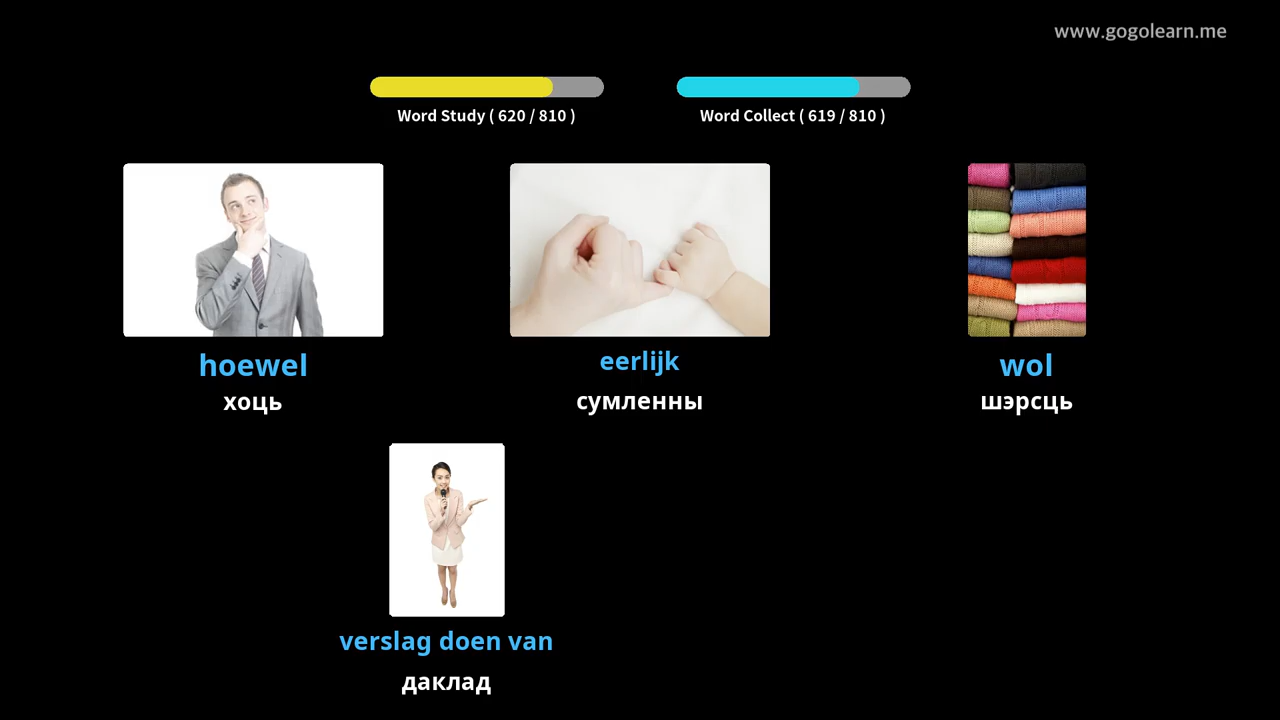 www.gogolearn.me
Word Study ( 620 / 810 )
Word Collect ( 619 / 810 )
hoewel
хоць
eerlijk
сумленны
wol
шэрсць
verslag doen van
даклад